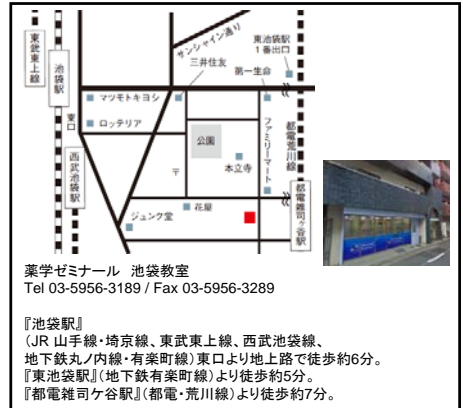 東武東上線
池袋駅
サンシャイン通り
東池袋駅
1番出口
三井住友
第一生命
マツモトキヨシ
東口
ロッテリア
公園
ファミリーマート
都電荒川線
西武池袋駅
〒
本立寺
花屋
ジュンク堂
都電雑司ヶ谷駅
薬学ゼミナール 池袋教室
Tel 03-5956-3189 / Fax 03-5956-3289
『池袋駅』
(JR 山手線・埼京線、東武東上線、西武池袋線、
地下鉄丸ノ内線・有楽町線)東口より地上路で徒歩約6分。
『東池袋駅』(地下鉄有楽町線)より徒歩約5分。
『都電雑司ケ谷駅』(都電・荒川線)より徒歩約7分。